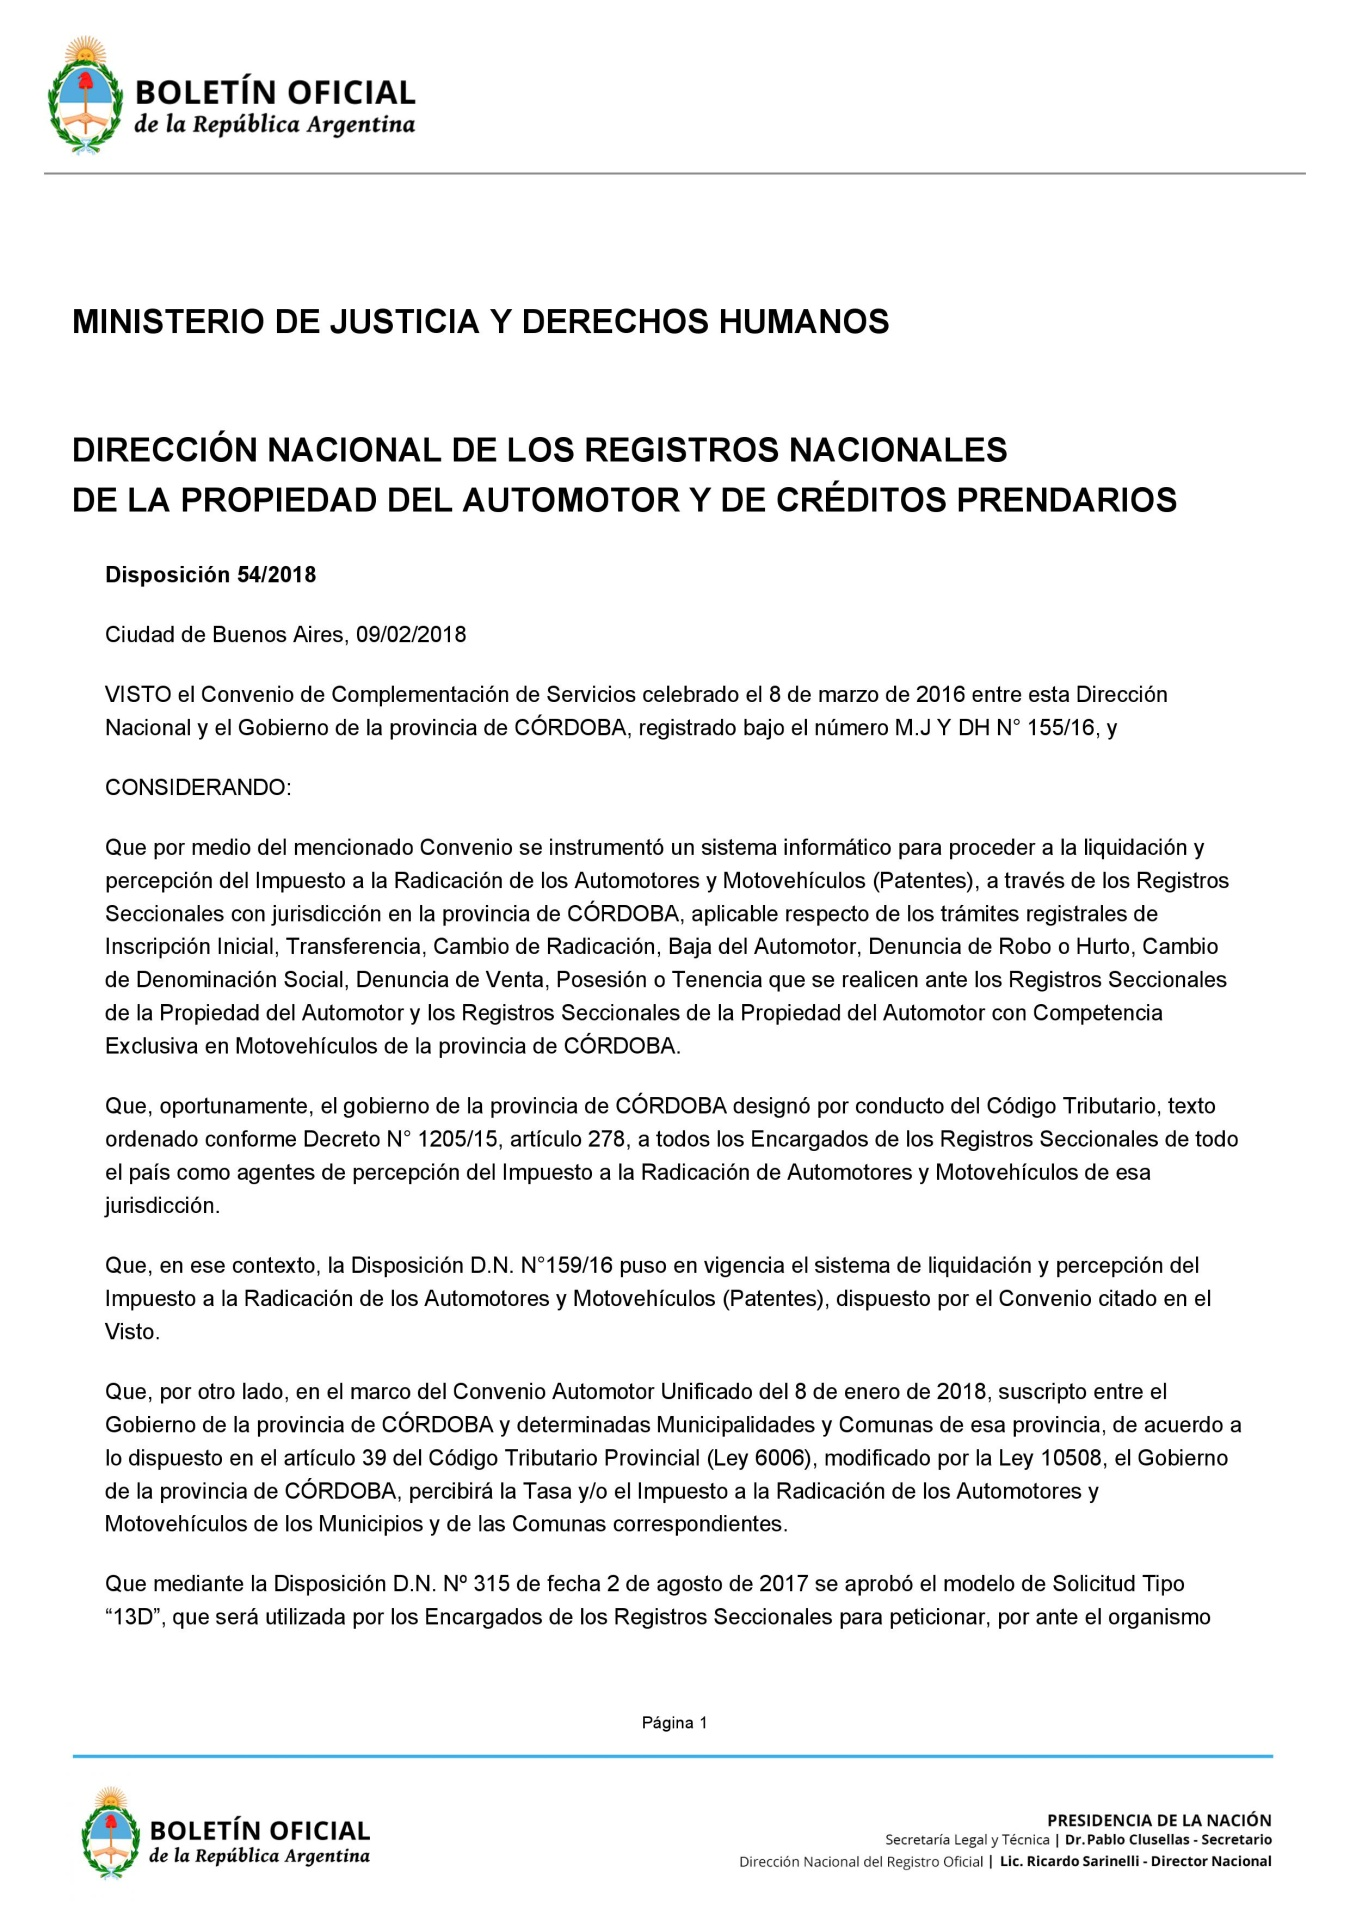 BOLETÍN OFICIAL
de la República Argentina
MINISTERIO DE JUSTICIA Y DERECHOS HUMANOS
DIRECCIÓN NACIONAL DE LOS REGISTROS NACIONALES
DE LA PROPIEDAD DEL AUTOMOTOR Y DE CRÉDITOS PRENDARIOS
Disposición 54/2018
Ciudad de Buenos Aires, 09/02/2018
VISTO el Convenio de Complementación de Servicios celebrado el 8 de marzo de 2016 entre esta Dirección
Nacional y el Gobierno de la provincia de CÓRDOBA, registrado bajo el número M.J Y DH N° 155/16, y
CONSIDERANDO:
Que por medio del mencionado Convenio se instrumentó un sistema informático para proceder a la liquidación y
percepción del Impuesto a la Radicación de los Automotores y Motovehículos (Patentes), a través de los Registros
Seccionales con jurisdicción en la provincia de CÓRDOBA, aplicable respecto de los trámites registrales de
Inscripción Inicial, Transferencia, Cambio de Radicación, Baja del Automotor, Denuncia de Robo o Hurto, Cambio
de Denominación Social, Denuncia de Venta, Posesión o Tenencia que se realicen ante los Registros Seccionales
de la Propiedad del Automotor y los Registros Seccionales de la Propiedad del Automotor con Competencia
Exclusiva en Motovehículos de la provincia de CÓRDOBA.
Que, oportunamente, el gobierno de la provincia de CÓRDOBA designó por conducto del Código Tributario, texto
ordenado conforme Decreto N° 1205/15, artículo 278, a todos los Encargados de los Registros Seccionales de todo
el país como agentes de percepción del Impuesto a la Radicación de Automotores y Motovehículos de esa
jurisdicción.
Que, en ese contexto, la Disposición D.N. N°159/16 puso en vigencia el sistema de liquidación y percepción del
Impuesto a la Radicación de los Automotores y Motovehículos (Patentes), dispuesto por el Convenio citado en el
Visto.
Que, por otro lado, en el marco del Convenio Automotor Unificado del 8 de enero de 2018, suscripto entre el
Gobierno de la provincia de CÓRDOBA y determinadas Municipalidades y Comunas de esa provincia, de acuerdo a
lo dispuesto en el artículo 39 del Código Tributario Provincial (Ley 6006), modificado por la Ley 10508, el Gobierno
de la provincia de CÓRDOBA, percibirá la Tasa y/o el Impuesto a la Radicación de los Automotores y
Motovehículos de los Municipios y de las Comunas correspondientes.
Que mediante la Disposición D.N. Nº 315 de fecha 2 de agosto de 2017 se aprobó el modelo de Solicitud Tipo
“13D”, que será utilizada por los Encargados de los Registros Seccionales para peticionar, por ante el organismo
Página 1
BOLETÍN OFICIAL
de la República Argentina
PRESIDENCIA DE LA NACIÓN
Secretaría Legal y Técnica | Dr. Pablo Clusellas - Secretario
Dirección Nacional del Registro Oficial | Lic. Ricardo Sarinelli - Director Nacional